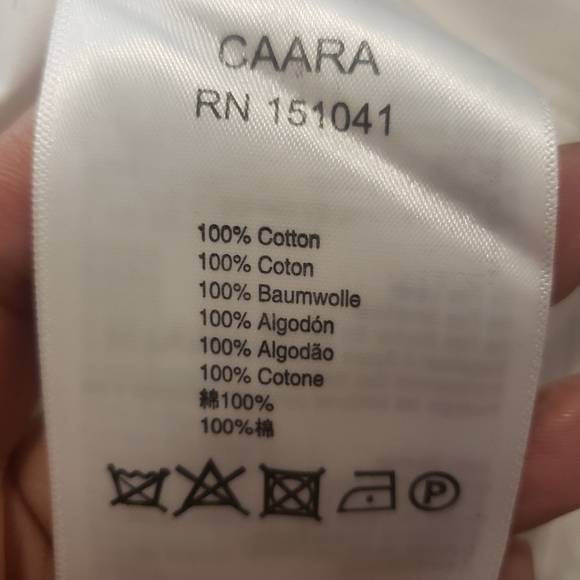 CAARA
RN 151041
100% Cotton
100% Coton
100% Baumwolle
100% Algodón
100% Algodão
100% Cotone
綿100%
100%棉
P